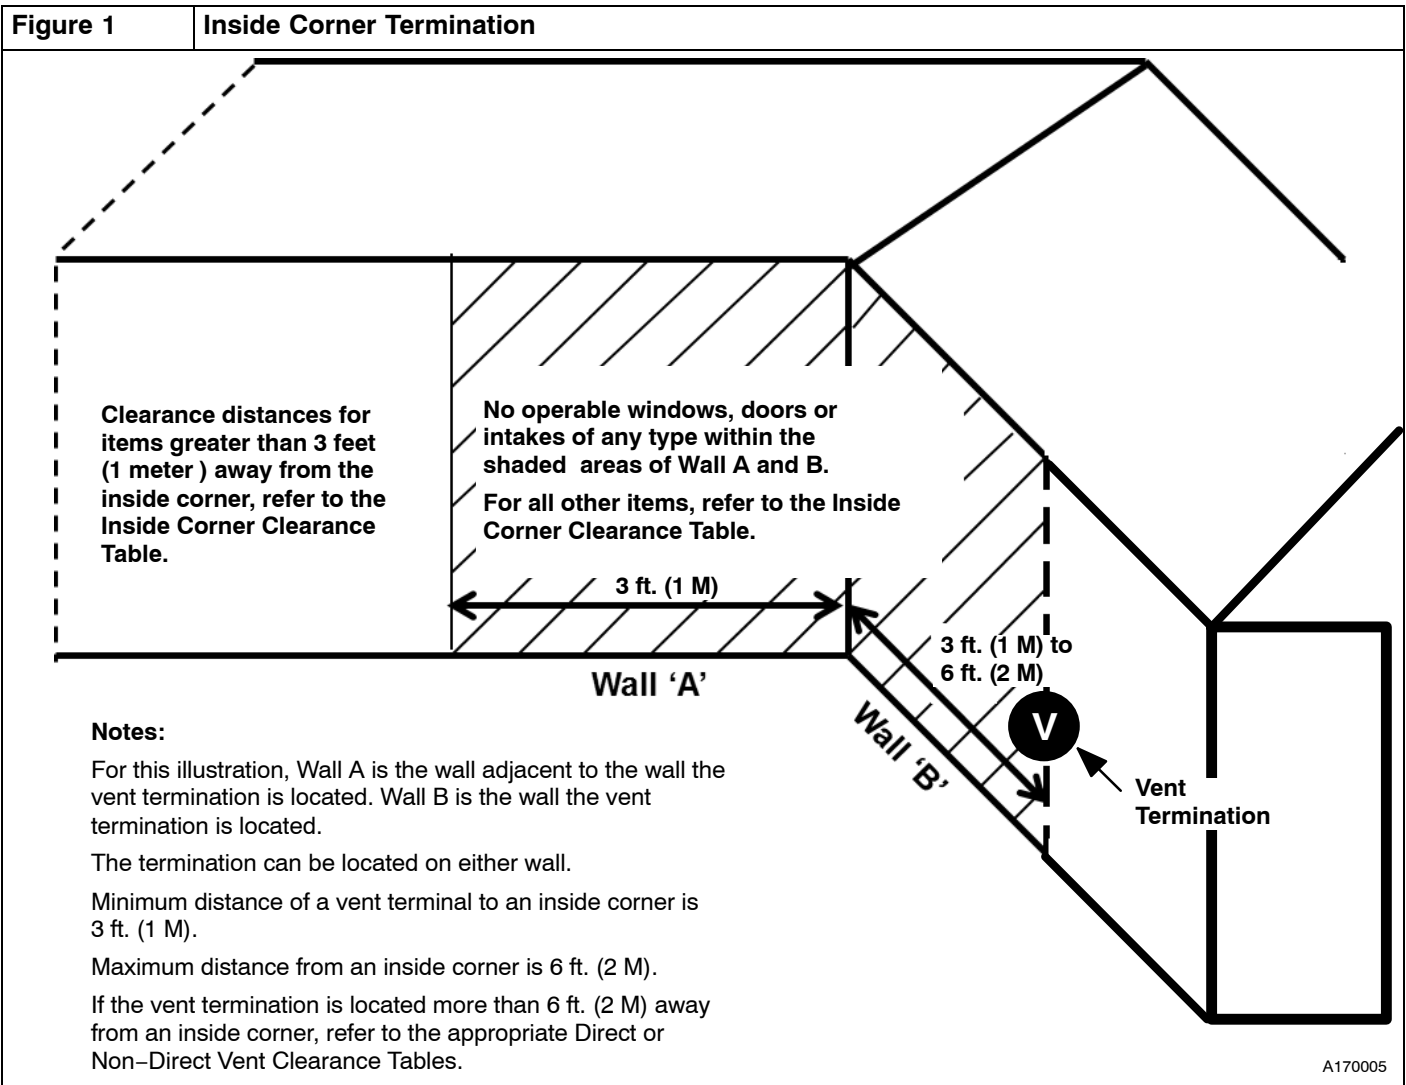 Figure 1
Inside Corner Termination
Clearance distances for
items greater than 3 feet
(1 meter ) away from the
inside corner, refer to the
Inside Corner Clearance
Table.
No operable windows, doors or
intakes of any type within the
shaded  areas of Wall A and B.
For all other items, refer to the Inside
Corner Clearance Table.
3 ft. (1 M)
3 ft. (1 M) to
6 ft. (2 M)
Wall ‘A’
Wall ‘B’
V
Vent
Termination
Notes:
For this illustration, Wall A is the wall adjacent to the wall the
vent termination is located. Wall B is the wall the vent
termination is located.
The termination can be located on either wall.
Minimum distance of a vent terminal to an inside corner is
3 ft. (1 M).
Maximum distance from an inside corner is 6 ft. (2 M).
If the vent termination is located more than 6 ft. (2 M) away
from an inside corner, refer to the appropriate Direct or
Non−Direct Vent Clearance Tables.
A170005